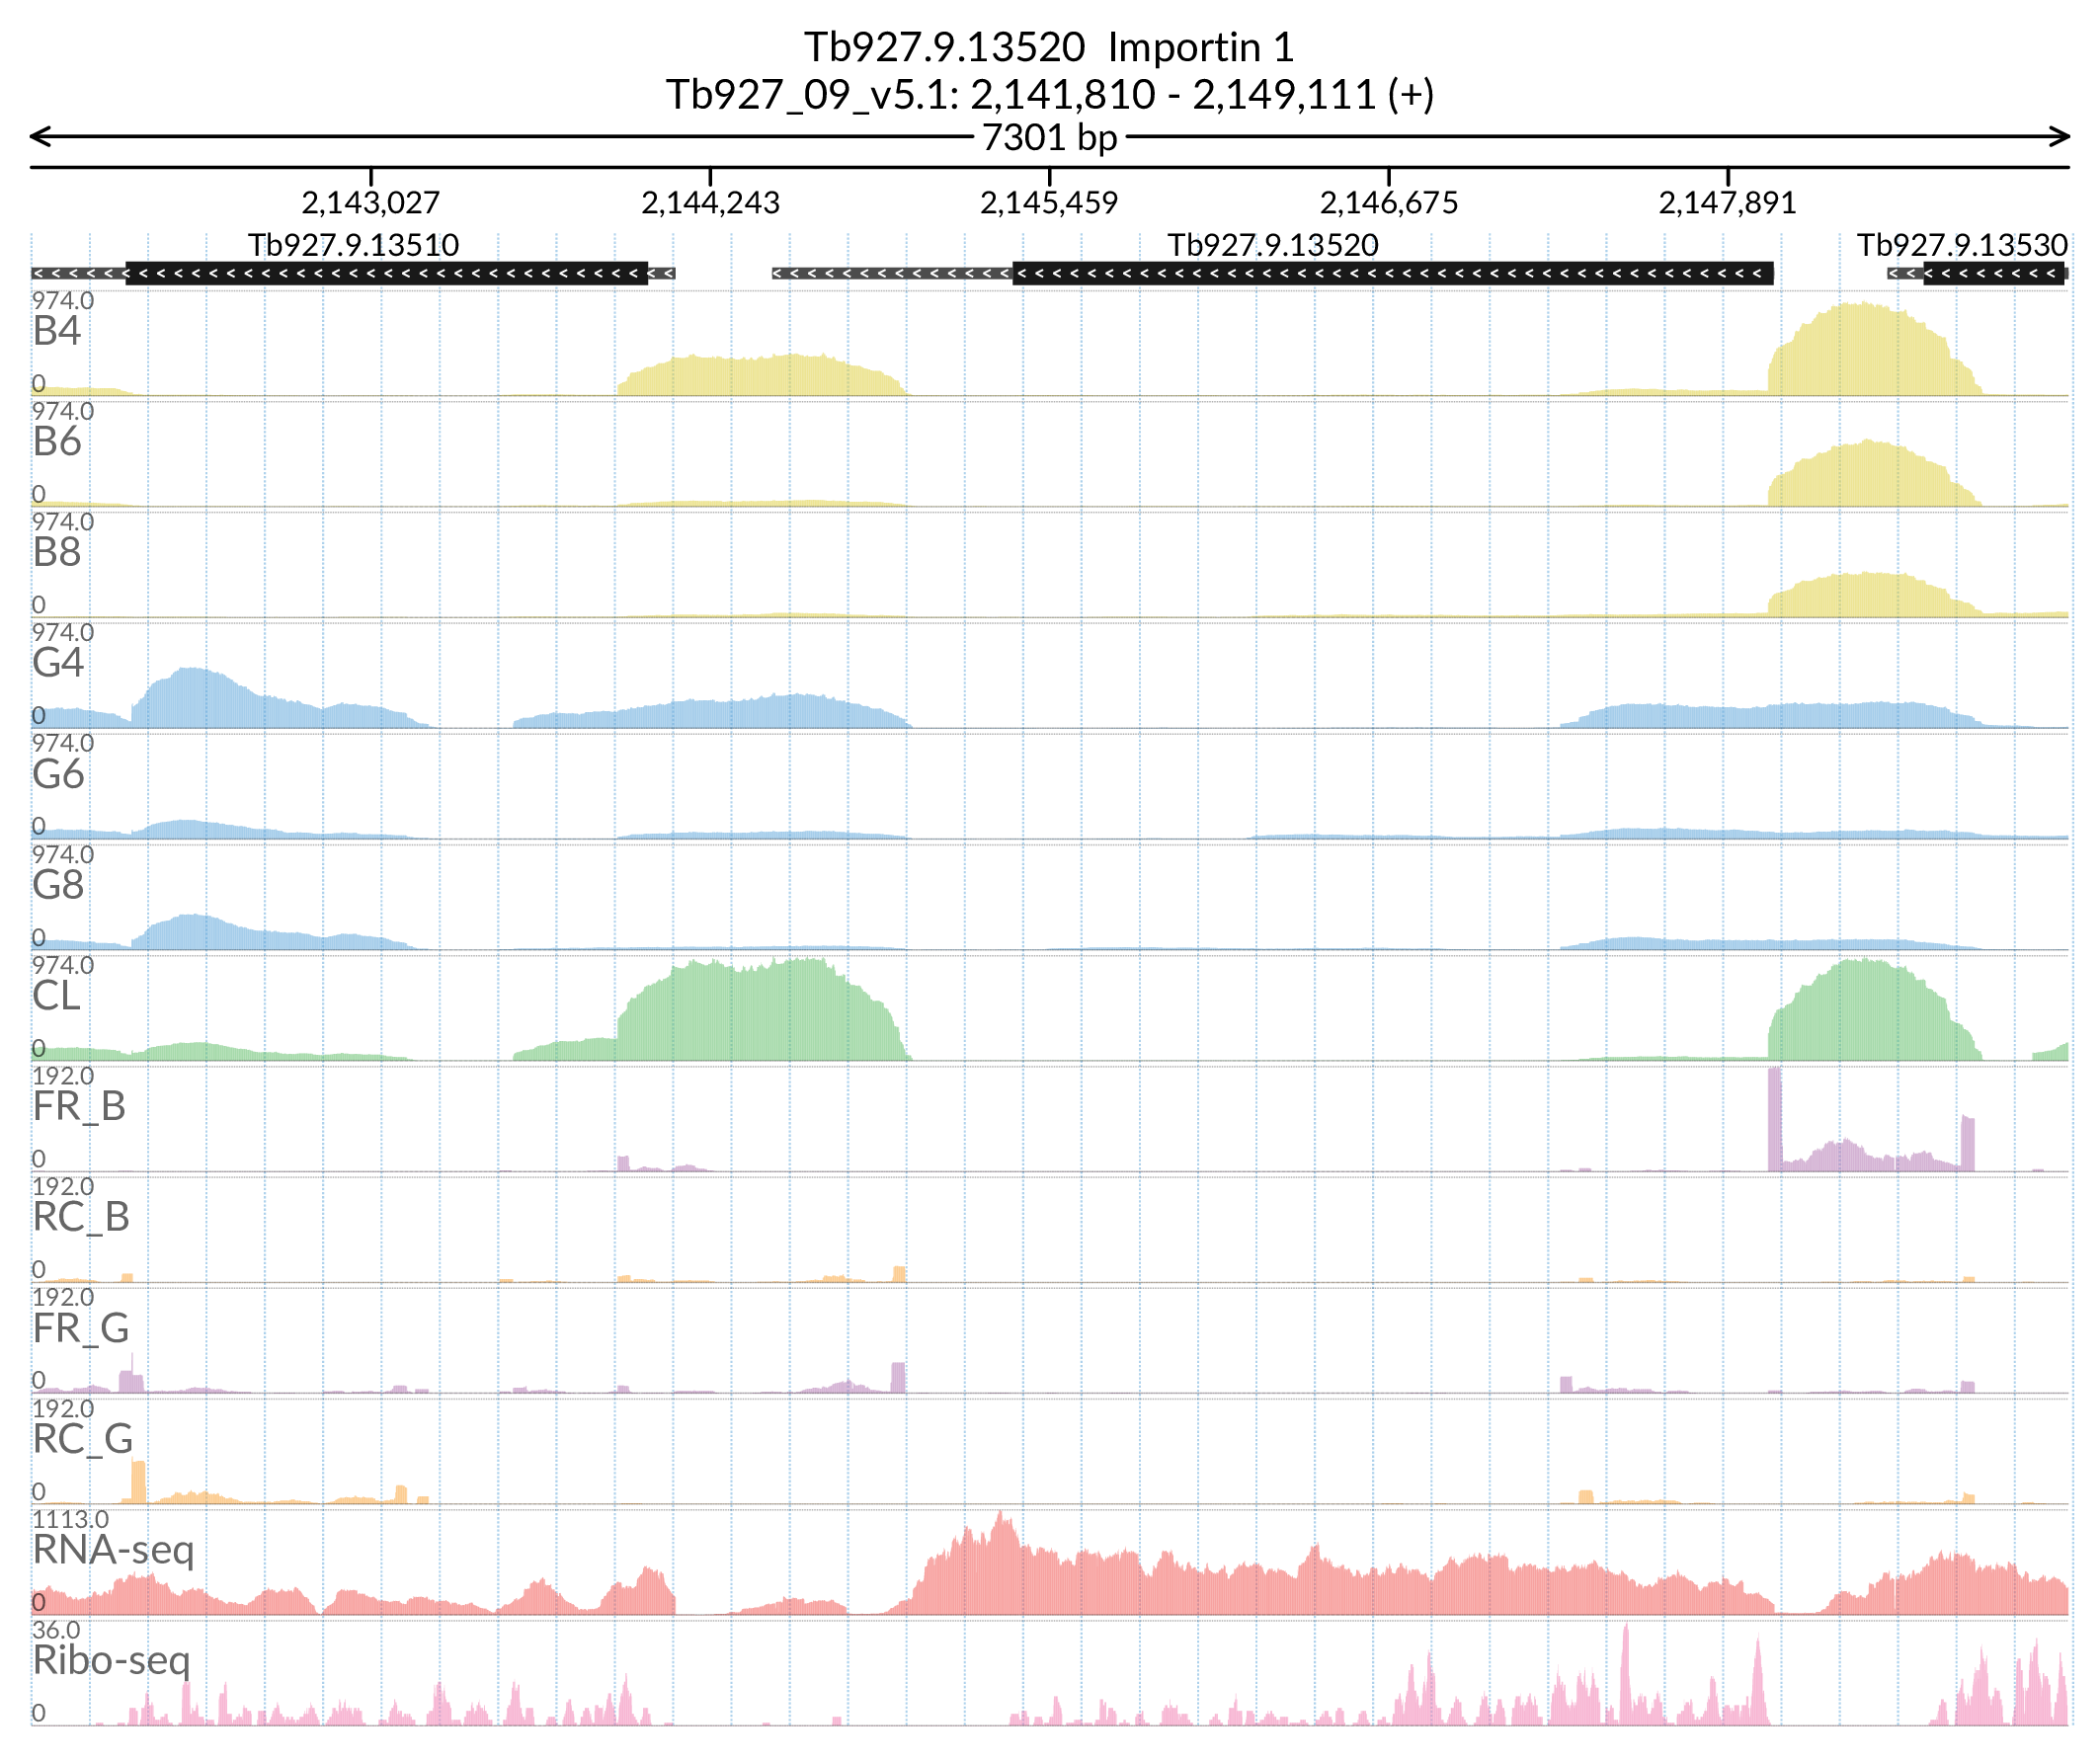 Tb927.9.13520 Importin 1
Tb927_09_v5.1: 2,141,810 - 2,149,111 (+)
7301 bp
2,143,027 2,144,243 2,145,459 2,146,675 2,147,891
Tb927.9.13510 Tb927.9.13520 Tb927.9.13530
974.0
B4
0
974.0
B6
0
974.0
B8
0
974.0
G4
0
974.0
G6
0
974.0
G8
0
974.0
CL
0
192.0
FR_B
0
192.0
RC_B
0
192.0
FR_G
0
192.0
RC_G
0
1113.0
RNA-seq
0
36.0
Ribo-seq
0